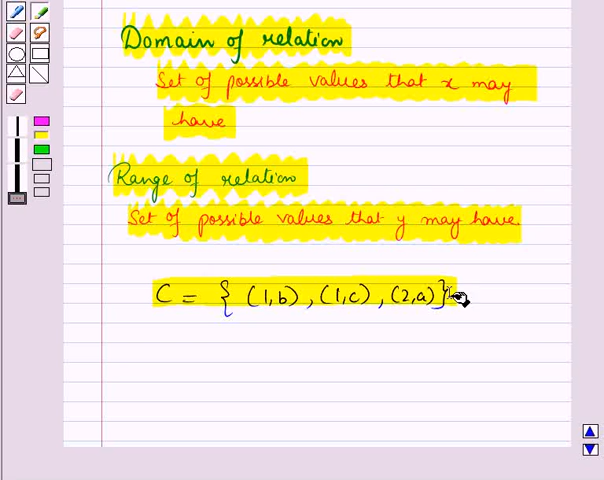 Domain of relation
Set of possible values that x may
have
Range of relation
Set of possible values that y may have
C = { (1,b) , (1,c) , (2,a) }